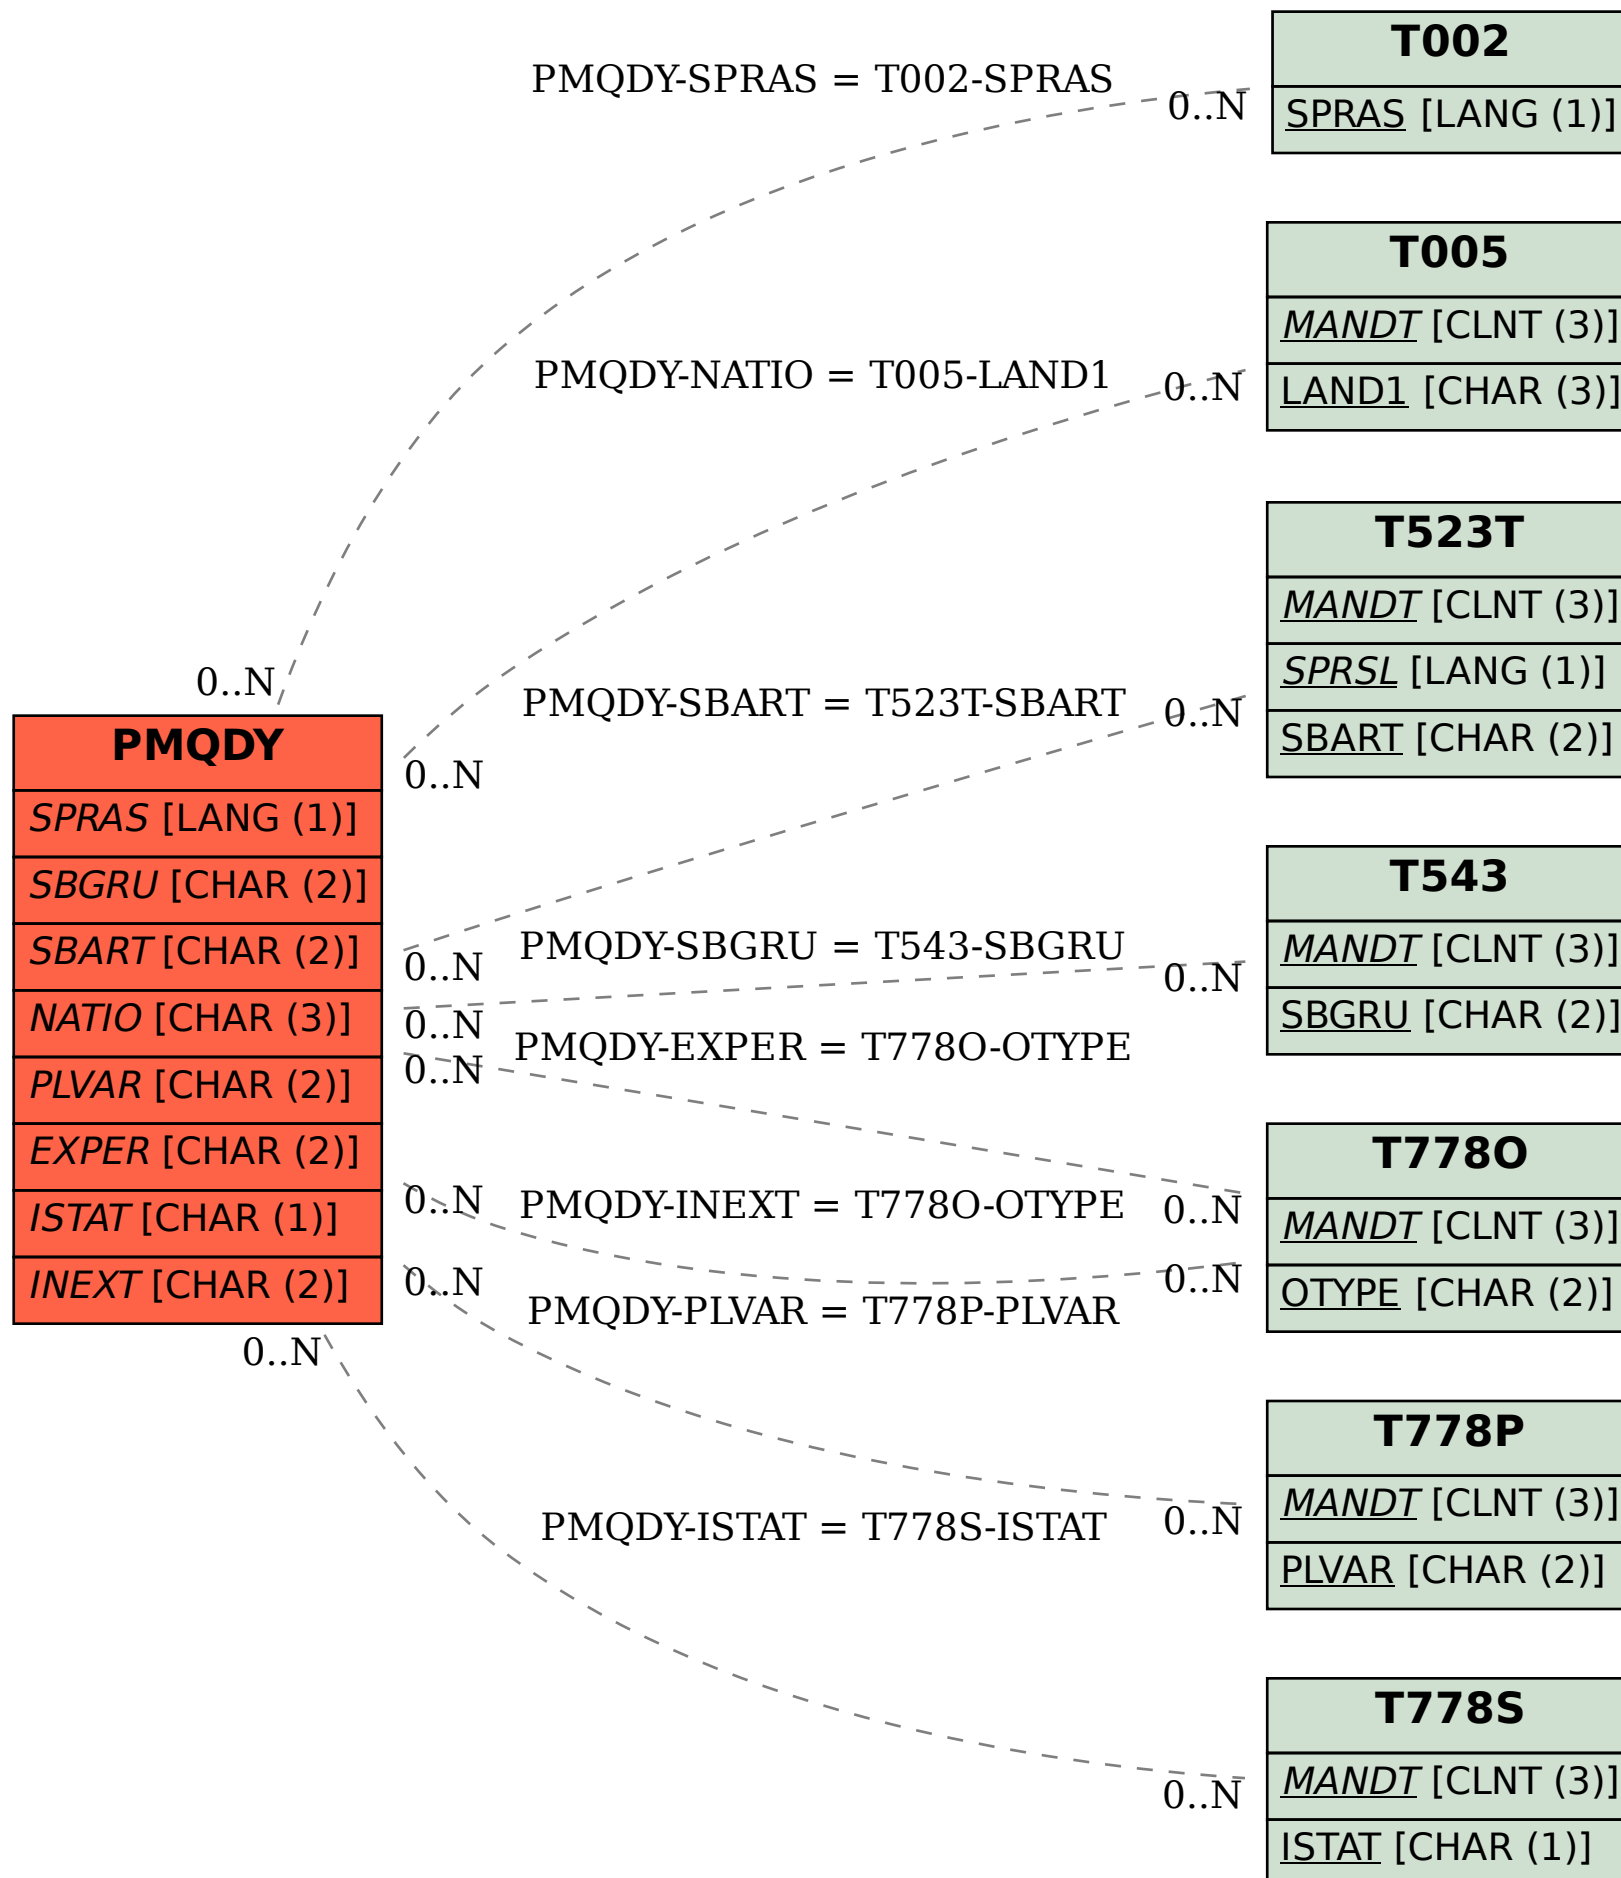 PMQDY
SPRAS [LANG (1)]
SBGRU [CHAR (2)]
SBART [CHAR (2)]
NATIO [CHAR (3)]
PLVAR [CHAR (2)]
EXPER [CHAR (2)]
ISTAT [CHAR (1)]
INEXT [CHAR (2)]
PMQDY-SPRAS = T002-SPRAS
0..N
0..N
PMQDY-NATIO = T005-LAND1
0..N
0..N
PMQDY-SBART = T523T-SBART
0..N
0..N
PMQDY-SBGRU = T543-SBGRU
0..N
0..N
PMQDY-EXPER = T778O-OTYPE
0..N
0..N
PMQDY-INEXT = T778O-OTYPE
0..N
0..N
PMQDY-PLVAR = T778P-PLVAR
0..N
0..N
PMQDY-ISTAT = T778S-ISTAT
0..N
0..N
T002
SPRAS [LANG (1)]
T005
MANDT [CLNT (3)]
LAND1 [CHAR (3)]
T523T
MANDT [CLNT (3)]
SPRSL [LANG (1)]
SBART [CHAR (2)]
T543
MANDT [CLNT (3)]
SBGRU [CHAR (2)]
T778O
MANDT [CLNT (3)]
OTYPE [CHAR (2)]
T778P
MANDT [CLNT (3)]
PLVAR [CHAR (2)]
T778S
MANDT [CLNT (3)]
ISTAT [CHAR (1)]